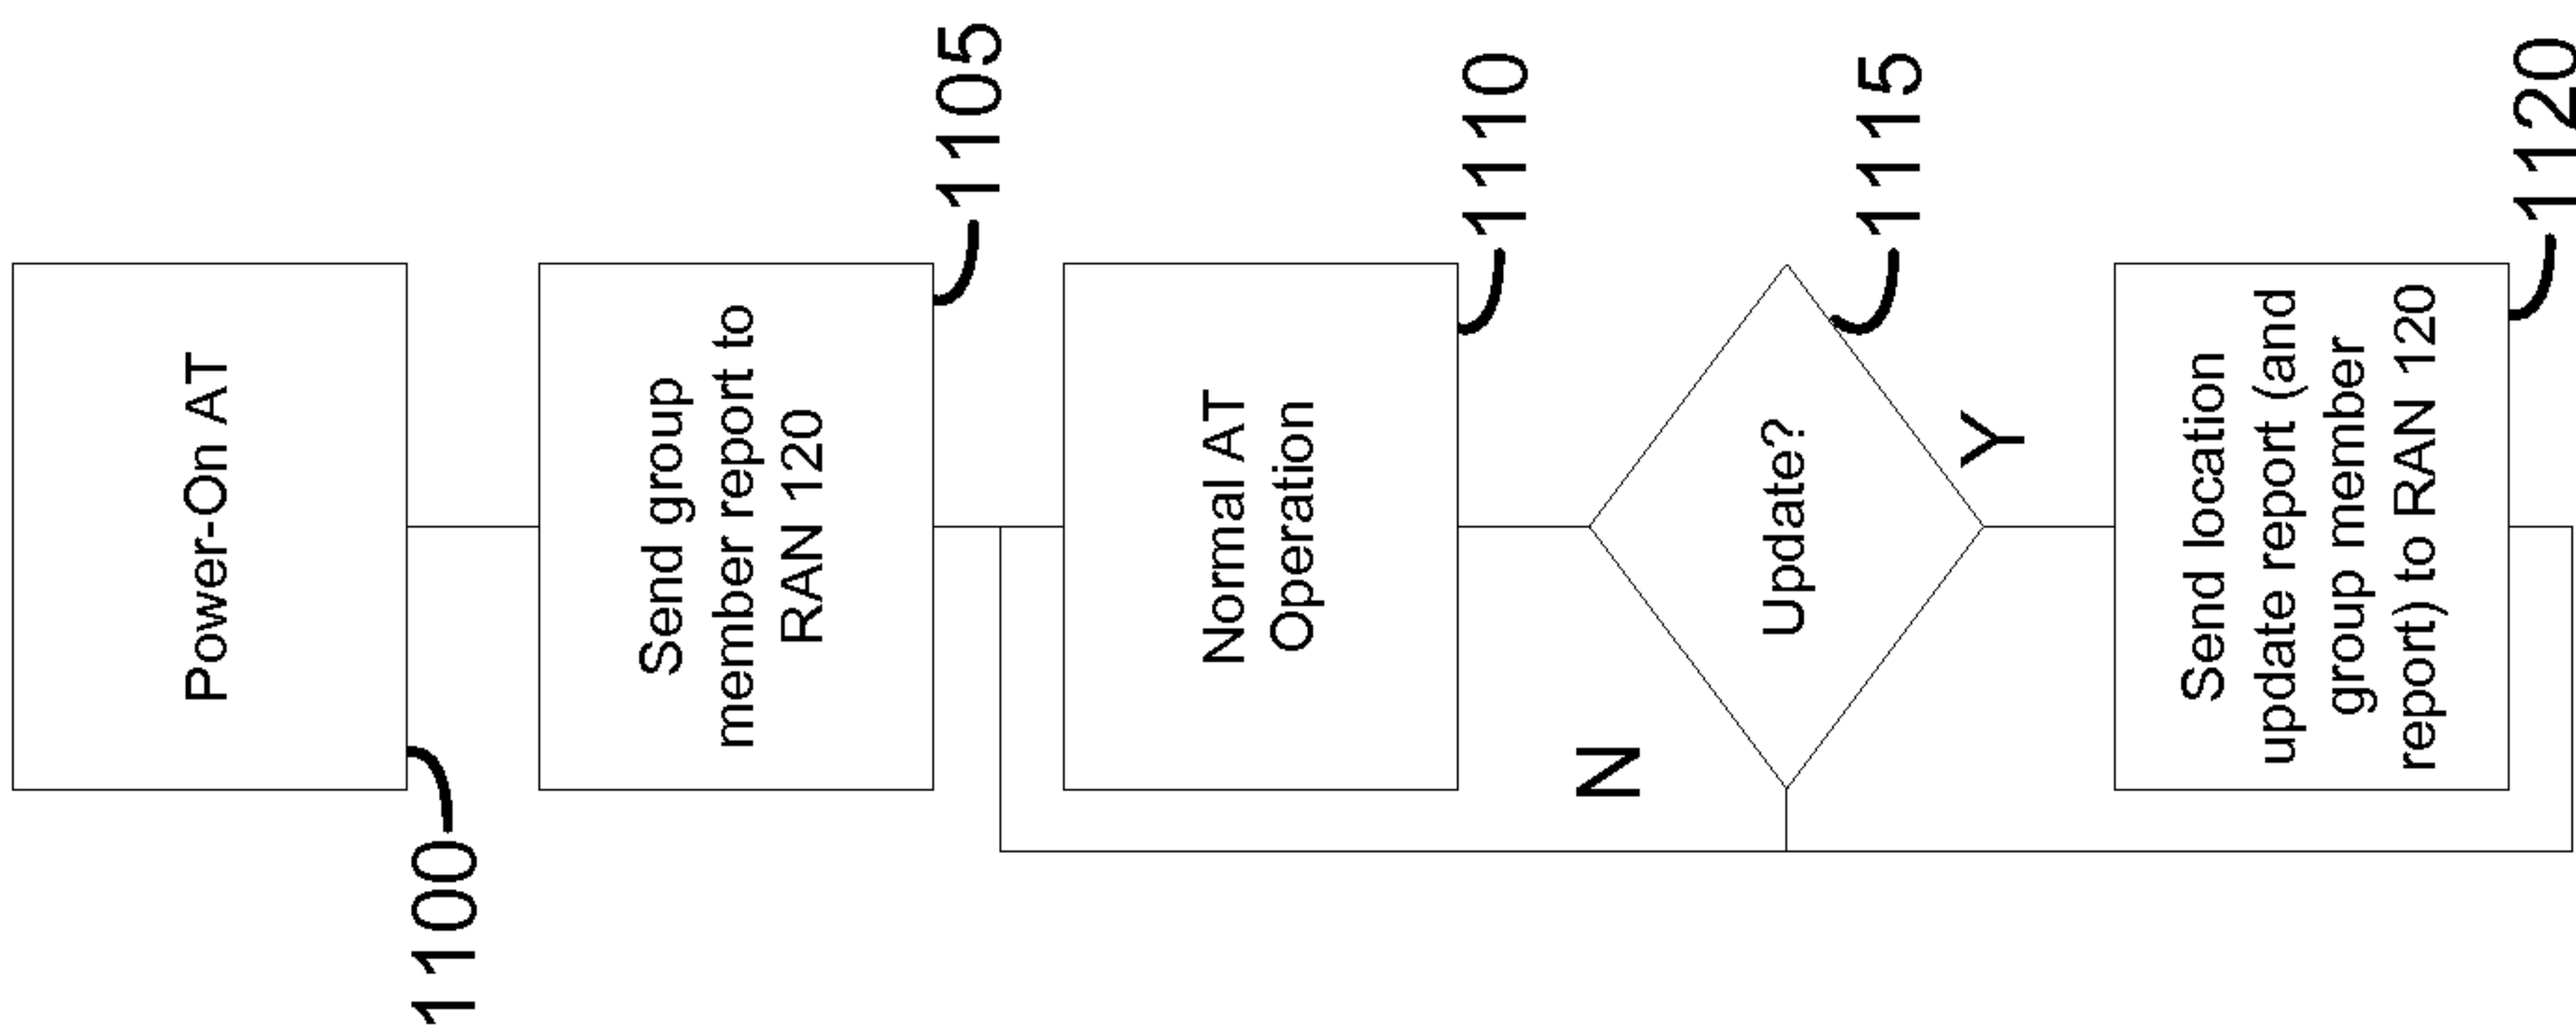 Power-On AT
1100
Send group
member report to
RAN 120
1105
Normal AT
Operation
1110
Update?
1115
N
Y
Send location
update report (and
group member
report) to RAN 120
1120